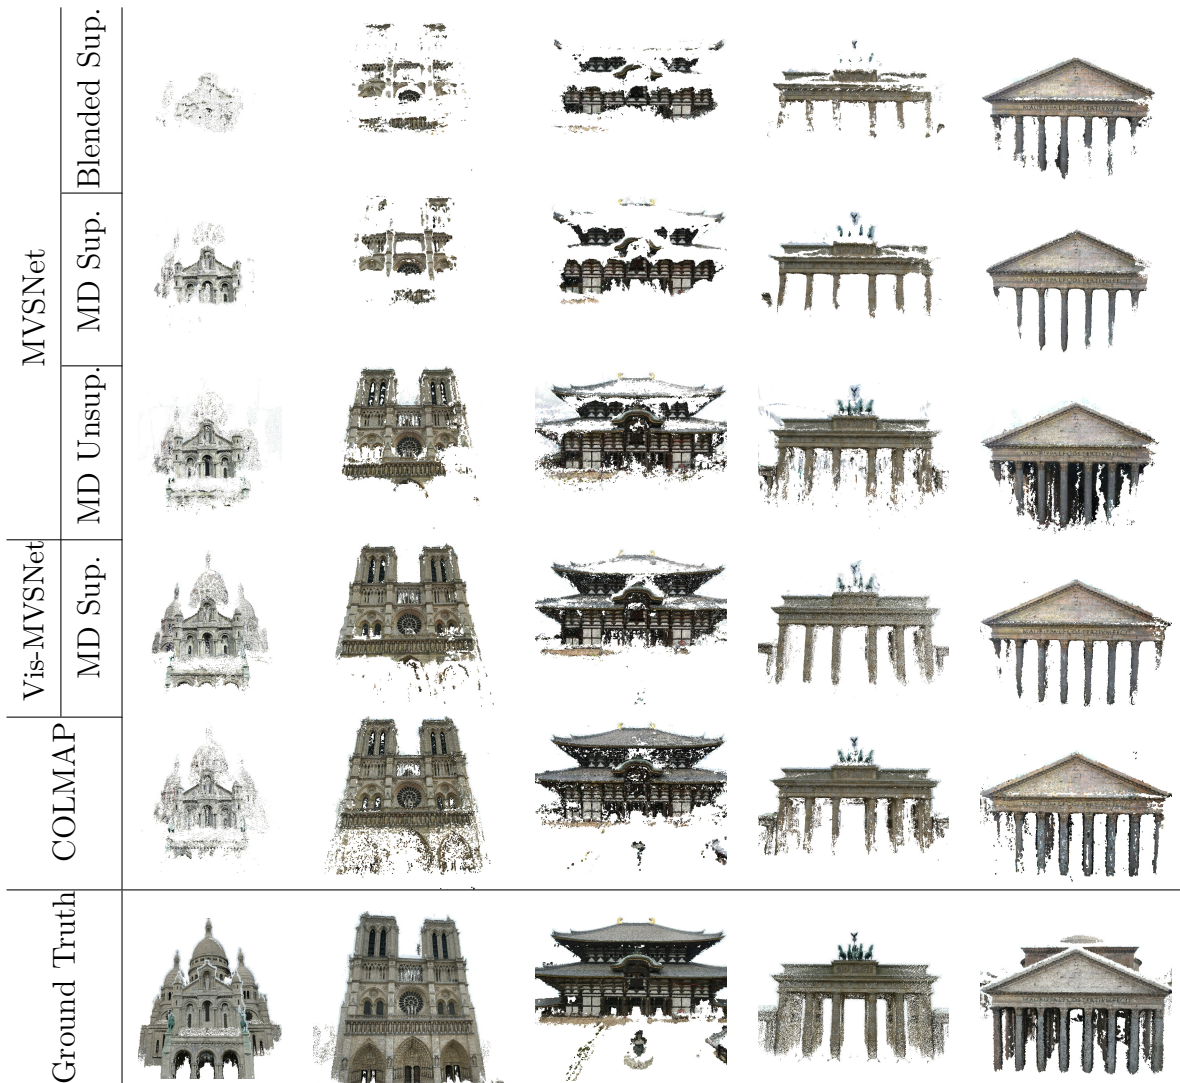 MVSNet
Blended Sup.
MD Sup.
MD Unsup.
Vis-MVSNet
MD Sup.
COLMAP
Ground Truth